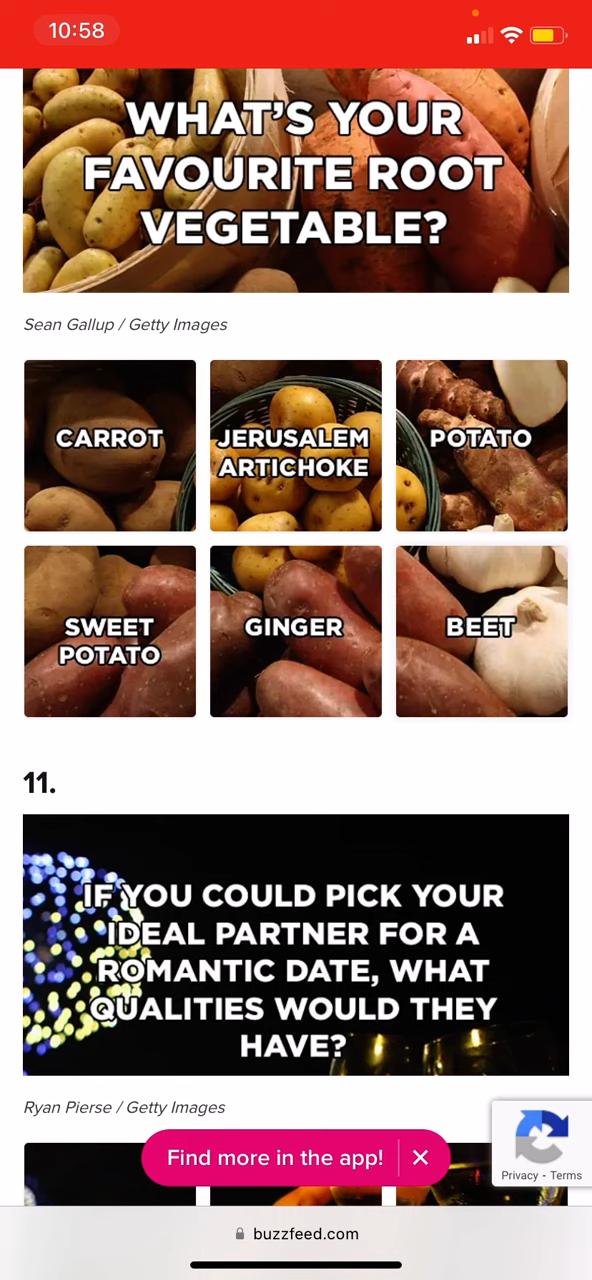 10:58
WHAT'S YOUR
FAVOURITE ROOT
VEGETABLE?
Sean Gallup / Getty Images
CARROT
JERUSALEM
ARTICHOKE
POTATO
SWEET
POTATO
GINGER
BEET
11.
IF YOU COULD PICK YOUR
IDEAL PARTNER FOR A
ROMANTIC DATE, WHAT
QUALITIES WOULD THEY
HAVE?
Ryan Pierse / Getty Images
Find more in the app!
Privacy - Terms
buzzfeed.com